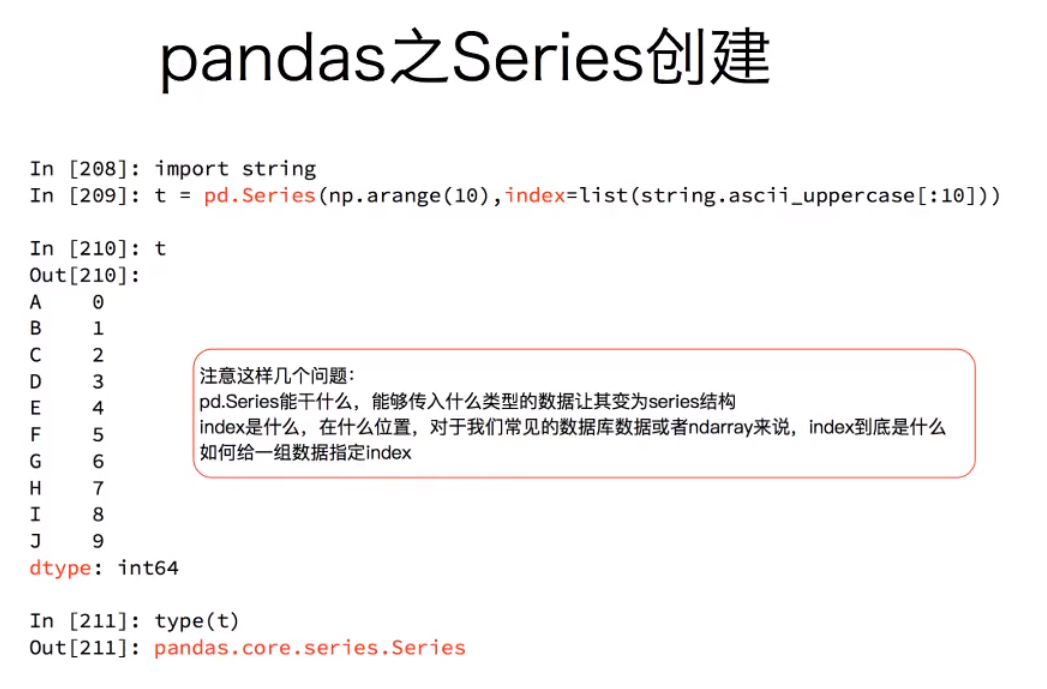 pandas之Series创建
In [208]: import string
In [209]: t = pd.Series(np.arange(10),index=list(string.ascii_uppercase[:10]))
In [210]: t
Out[210]:
A    0
B    1
C    2
D    3
E    4
F    5
G    6
H    7
I    8
J    9
dtype: int64
注意这样几个问题：
pd.Series能干什么，能够传入什么类型的数据让其变为series结构
index是什么，在什么位置，对于我们常见的数据库数据或者ndarray来说，index到底是什么
如何给一组数据指定index
In [211]: type(t)
Out[211]: pandas.core.series.Series